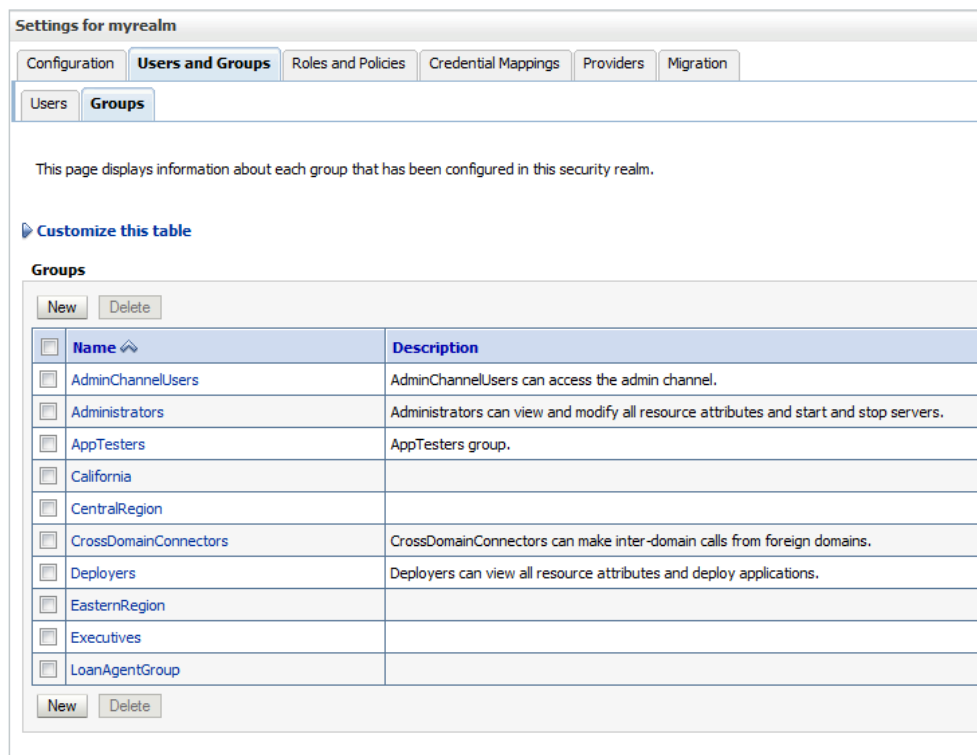 Settings for myrealm
Configuration Users and Groups Roles and Policies Credential Mappings Providers Migration
Users Groups
This page displays information about each group that has been configured in this security realm.
Customize this table
Groups
New Delete
Name Description
AdminChannelUsers AdminChannelUsers can access the admin channel.
Administrators Administrators can view and modify all resource attributes and start and stop servers.
AppTesters AppTesters group.
California
CentralRegion
CrossDomainConnectors CrossDomainConnectors can make inter-domain calls from foreign domains.
Deployers Deployers can view all resource attributes and deploy applications.
EasternRegion
Executives
LoanAgentGroup
New Delete